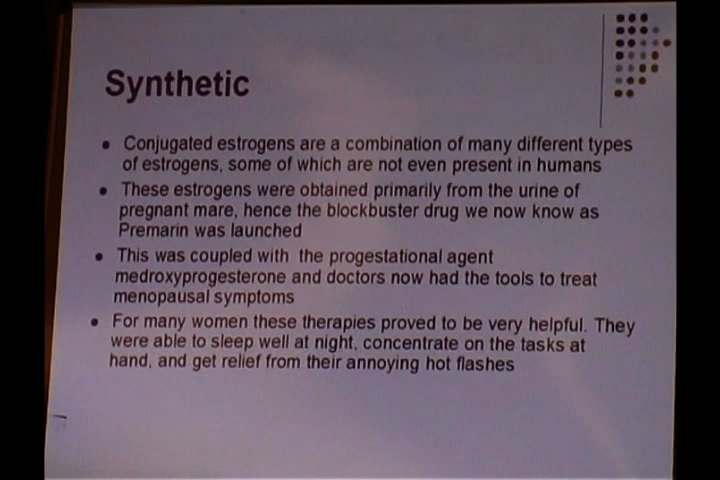 Synthetic
Conjugated estrogens are a combination of many different types
of estrogens, some of which are not even present in humans
These estrogens were obtained primarily from the urine of
pregnant mare, hence the blockbuster drug we now know as
Premarin was launched
This was coupled with the progestational agent
medroxyprogesterone and doctors now had the tools to treat
menopausal symptoms
For many women these therapies proved to be very helpful. They
were able to sleep well at night, concentrate on the tasks at
hand, and get relief from their annoying hot flashes